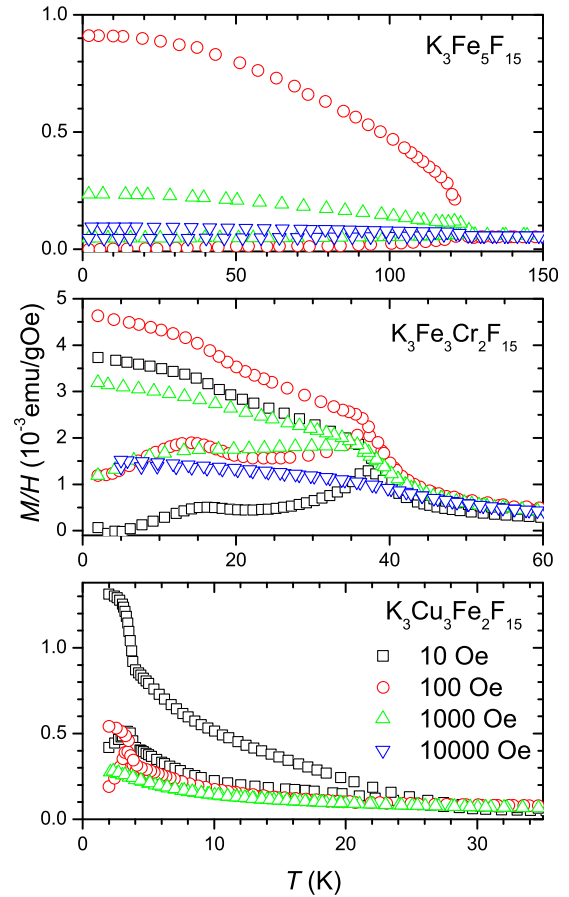 1.0
K₃Fe₅F₁₅
0.5
0.0
0 50 100 150
5
K₃Fe₃Cr₂F₁₅
4
3
2
1
0
0 20 40 60
M/H (10⁻³emu/gOe)
K₃Cu₃Fe₂F₁₅
1.0
10 Oe
100 Oe
0.5
1000 Oe
10000 Oe
0.0
0 10 20 30
T (K)